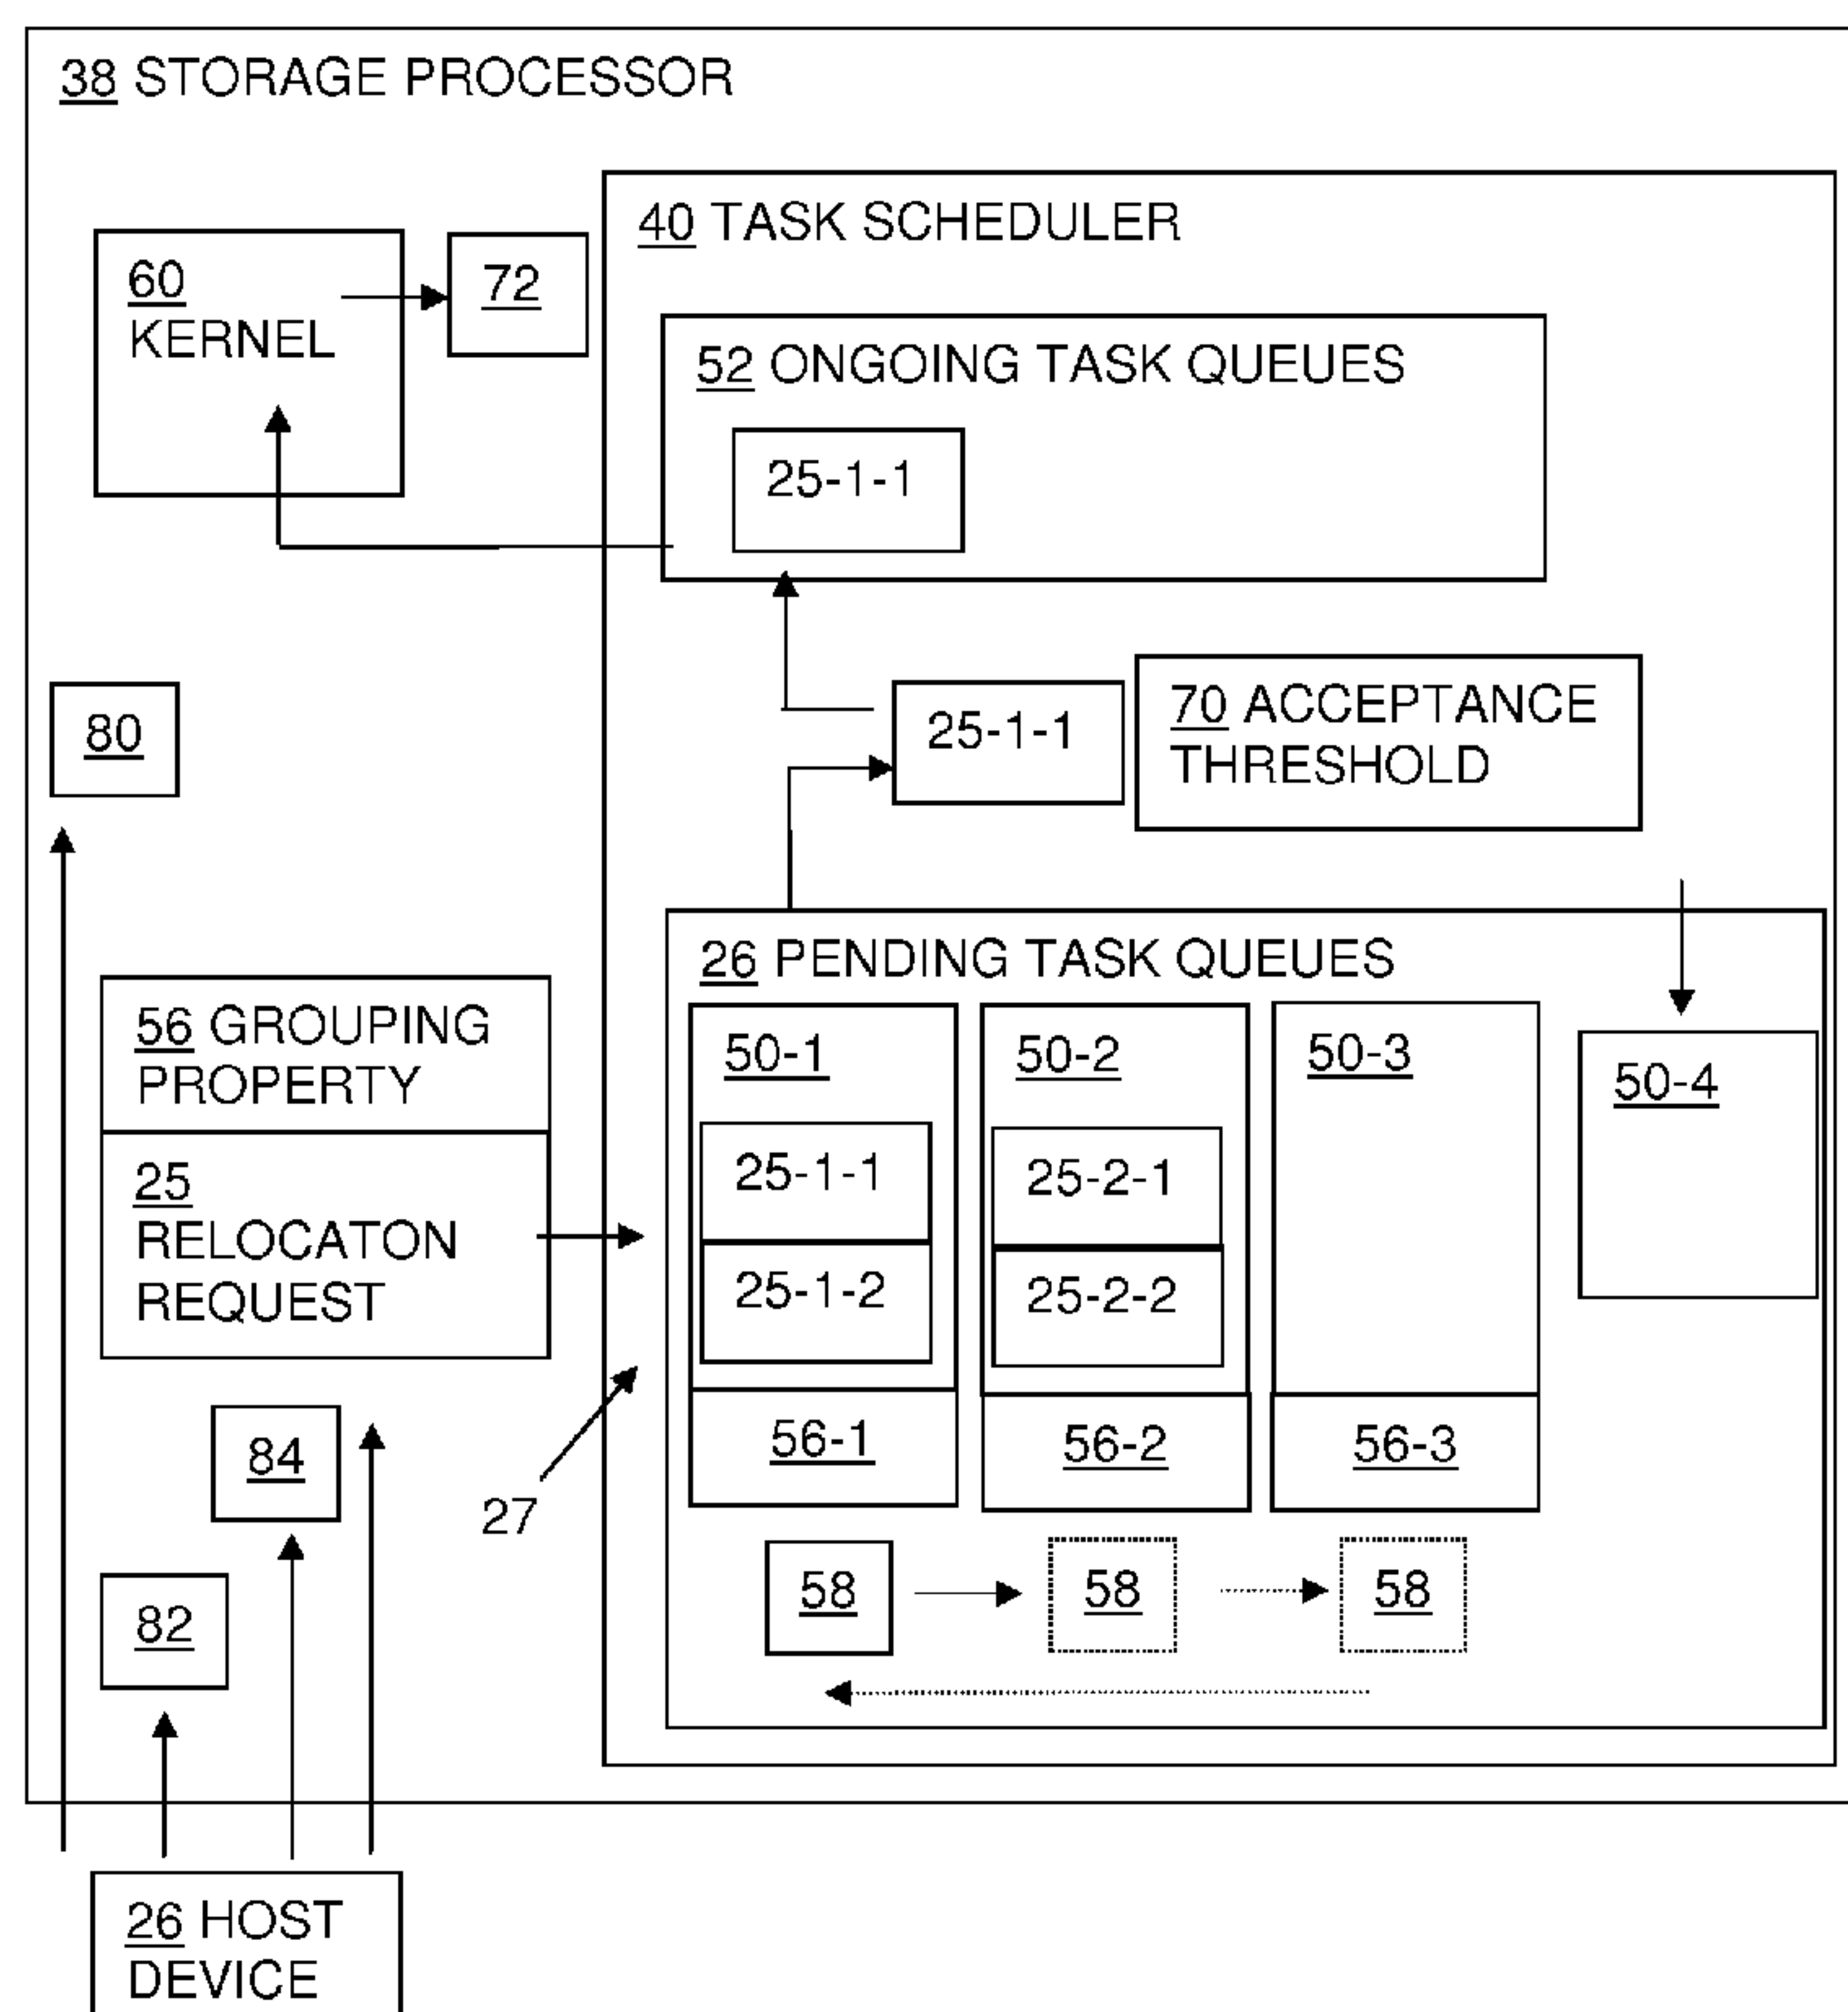 38 STORAGE PROCESSOR
40 TASK SCHEDULER
60
KERNEL
72
52 ONGOING TASK QUEUES
25-1-1
80
25-1-1
70 ACCEPTANCE
THRESHOLD
26 PENDING TASK QUEUES
56 GROUPING
PROPERTY
25
RELOCATON
REQUEST
50-1
50-2
50-3
50-4
25-1-1
25-2-1
25-1-2
25-2-2
56-1
56-2
56-3
84
27
82
58
58
58
26 HOST
DEVICE